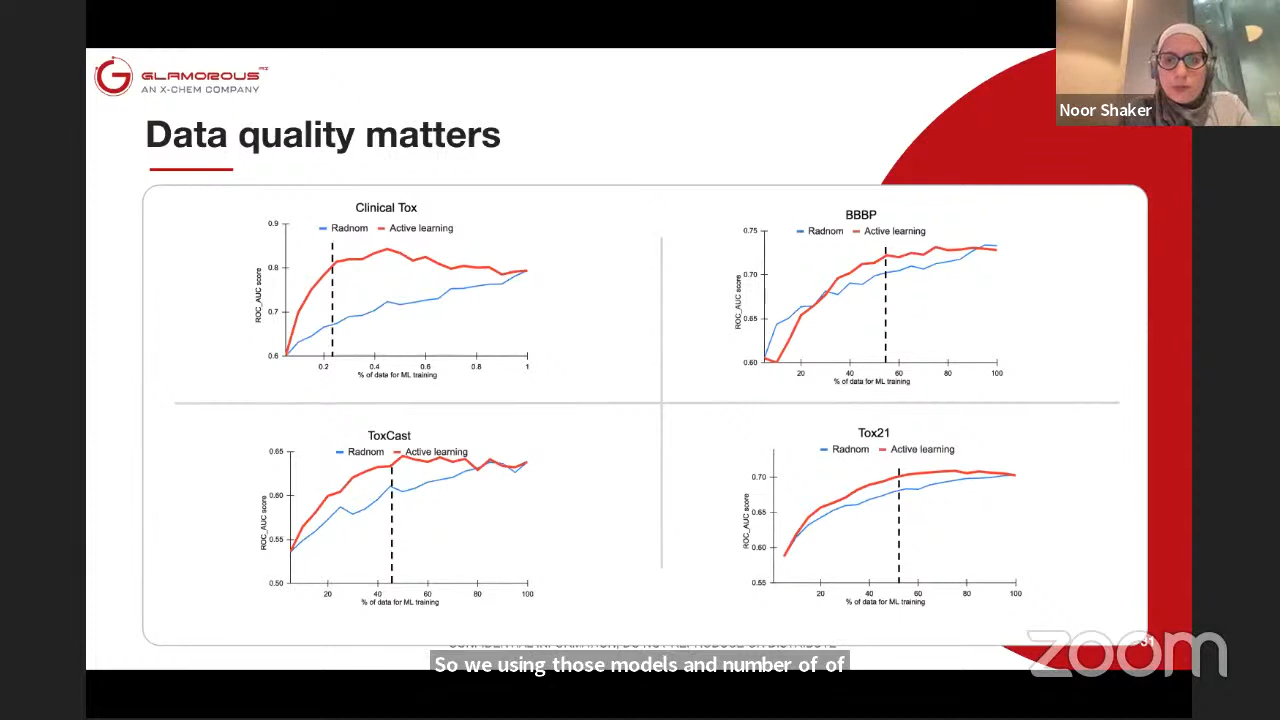 GLAMOROUS AI
AN X-CHEM COMPANY
Noor Shaker
Data quality matters
Clinical Tox
Radnom Active learning
0.9
0.8
0.7
0.6
ROC_AUC score
0.2 0.4 0.6 0.8 1
% of data for ML training
BBBP
Radnom Active learning
0.75
0.70
0.65
0.60
ROC_AUC score
20 40 60 80 100
% of data for ML training
ToxCast
Radnom Active learning
0.65
0.60
0.55
0.50
ROC_AUC score
20 40 60 80 100
% of data for ML training
Tox21
Radnom Active learning
0.70
0.65
0.60
0.55
ROC_AUC score
20 40 60 80 100
% of data for ML training
31
zoom
So we using those models and number of of